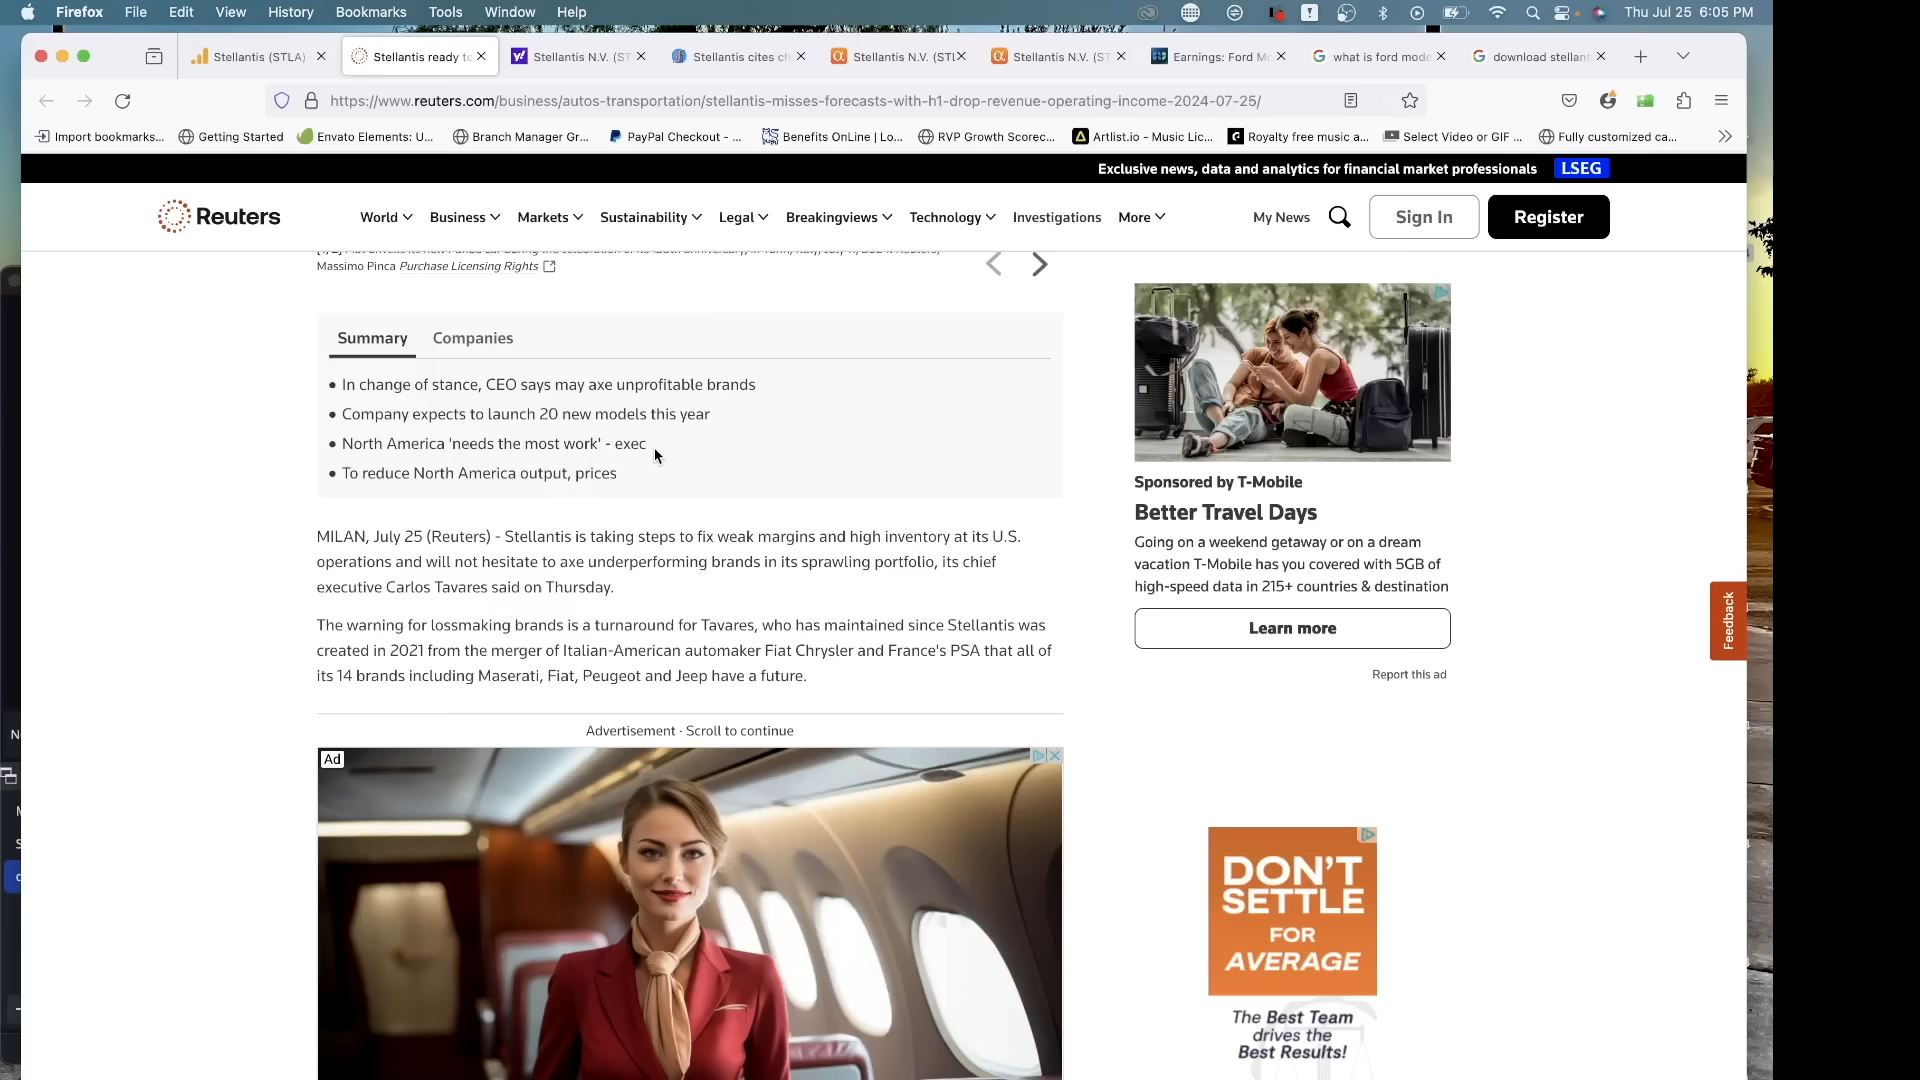 Firefox File Edit View History Bookmarks Tools Window Help Thu Jul 25 6:05 PM
Stellantis (STLA) Stellantis ready to Stellantis N.V. (ST Stellantis cites ch Stellantis N.V. (STL Stellantis N.V. (ST Earnings: Ford Mo what is ford mode download stellant
https://www.reuters.com/business/autos-transportation/stellantis-misses-forecasts-with-h1-drop-revenue-operating-income-2024-07-25/
Import bookmarks... Getting Started Envato Elements: U... Branch Manager Gr... PayPal Checkout - ... Benefits OnLine | Lo... RVP Growth Scorec... Artlist.io - Music Lic... Royalty free music a... Select Video or GIF ... Fully customized ca...
Exclusive news, data and analytics for financial market professionals LSEG
Reuters World Business Markets Sustainability Legal Breakingviews Technology Investigations More My News Sign In Register
Massimo Pinca Purchase Licensing Rights
Summary Companies
• In change of stance, CEO says may axe unprofitable brands
• Company expects to launch 20 new models this year
• North America 'needs the most work' - exec
• To reduce North America output, prices
MILAN, July 25 (Reuters) - Stellantis is taking steps to fix weak margins and high inventory at its U.S.
operations and will not hesitate to axe underperforming brands in its sprawling portfolio, its chief
executive Carlos Tavares said on Thursday.
The warning for lossmaking brands is a turnaround for Tavares, who has maintained since Stellantis was
created in 2021 from the merger of Italian-American automaker Fiat Chrysler and France's PSA that all of
its 14 brands including Maserati, Fiat, Peugeot and Jeep have a future.
Advertisement · Scroll to continue
Ad
Sponsored by T-Mobile
Better Travel Days
Going on a weekend getaway or on a dream
vacation T-Mobile has you covered with 5GB of
high-speed data in 215+ countries & destination
Learn more
Report this ad
Feedback
DON'T
SETTLE
FOR
AVERAGE
The Best Team
drives the
Best Results!